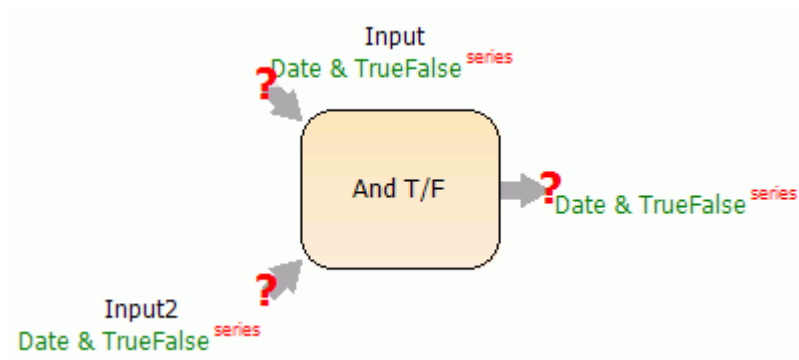 Input
? Date & TrueFalse series
And T/F
? Date & TrueFalse series
?
Input2
Date & TrueFalse series